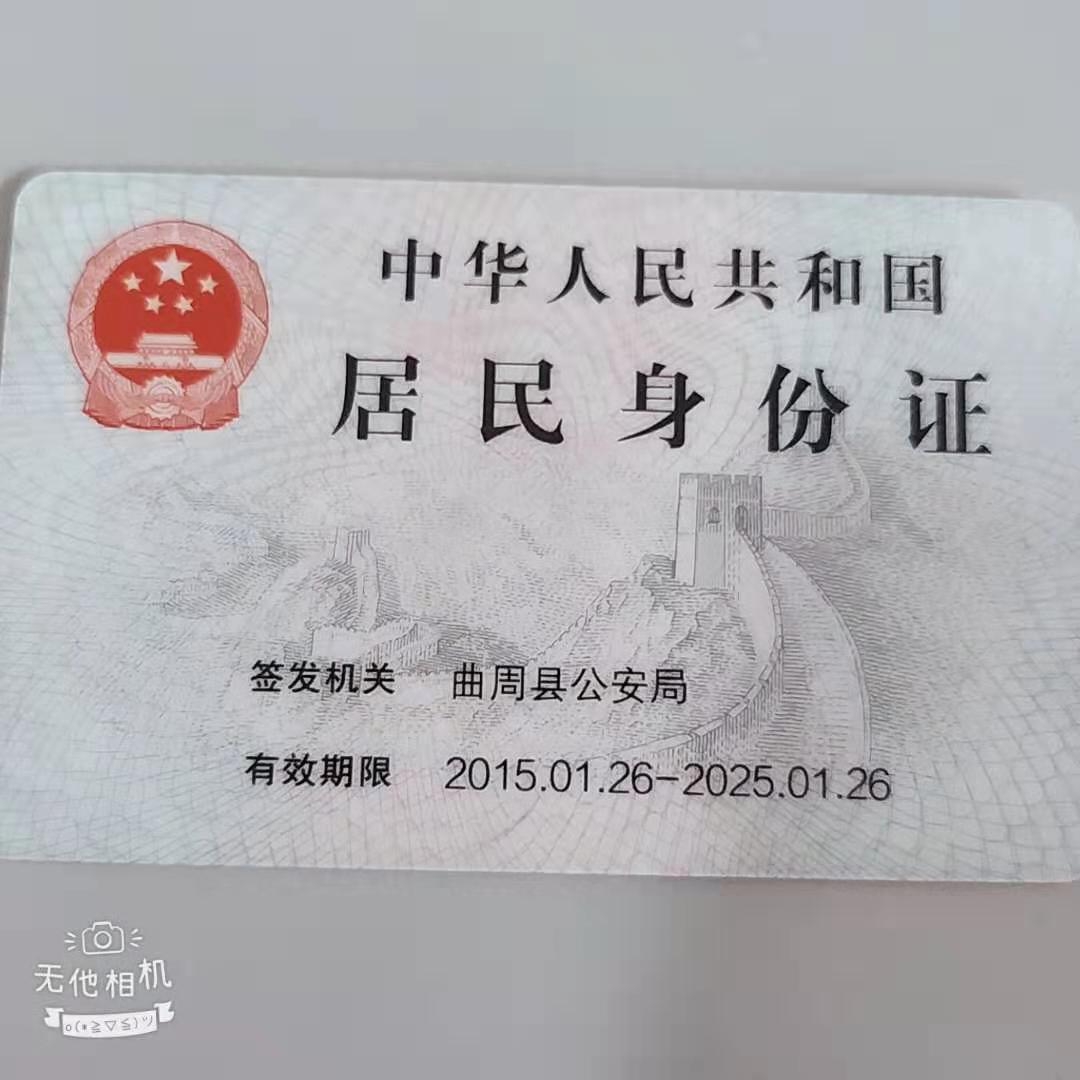 中华人民共和国
居民身份证
签发机关 曲周县公安局
有效期限 2015.01.26-2025.01.26
无他相机
o(*≧▽≦)ツ